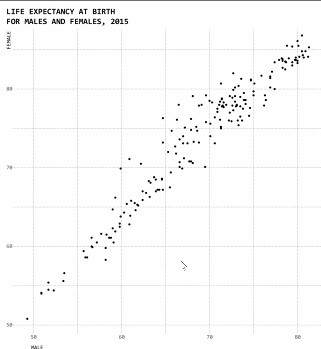 LIFE EXPECTANCY AT BIRTH
FOR MALES AND FEMALES, 2015
FEMALE
80
70
60
50
50
60
70
80
MALE